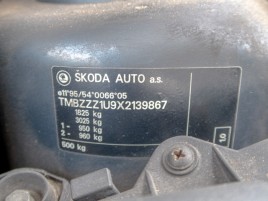 ŠKODA AUTO a.s.
e11*95/54*0066*05
TMBZZZ1U9X2139867
1825 kg
3025 kg
1 - 950 kg
2 - 960 kg
500 kg